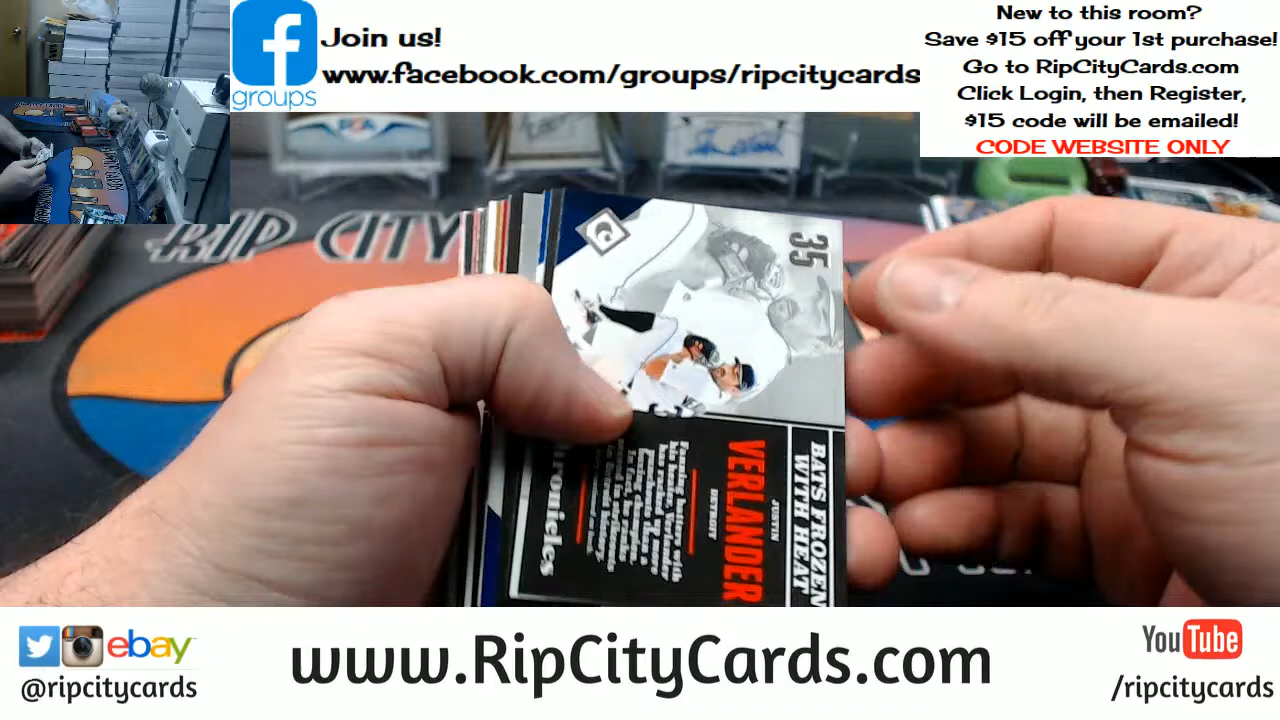 Join us!
www.facebook.com/groups/ripcitycards
groups
New to this room?
Save $15 off your 1st purchase!
Go to RipCityCards.com
Click Login, then Register,
$15 code will be emailed!
CODE WEBSITE ONLY
PSA
RIP CITY
35
BATS FROZEN
WITH HEAT
JUSTIN
VERLANDER
DETROIT
hronicles
ebay
@ripcitycards
www.RipCityCards.com
YouTube
/ripcitycards